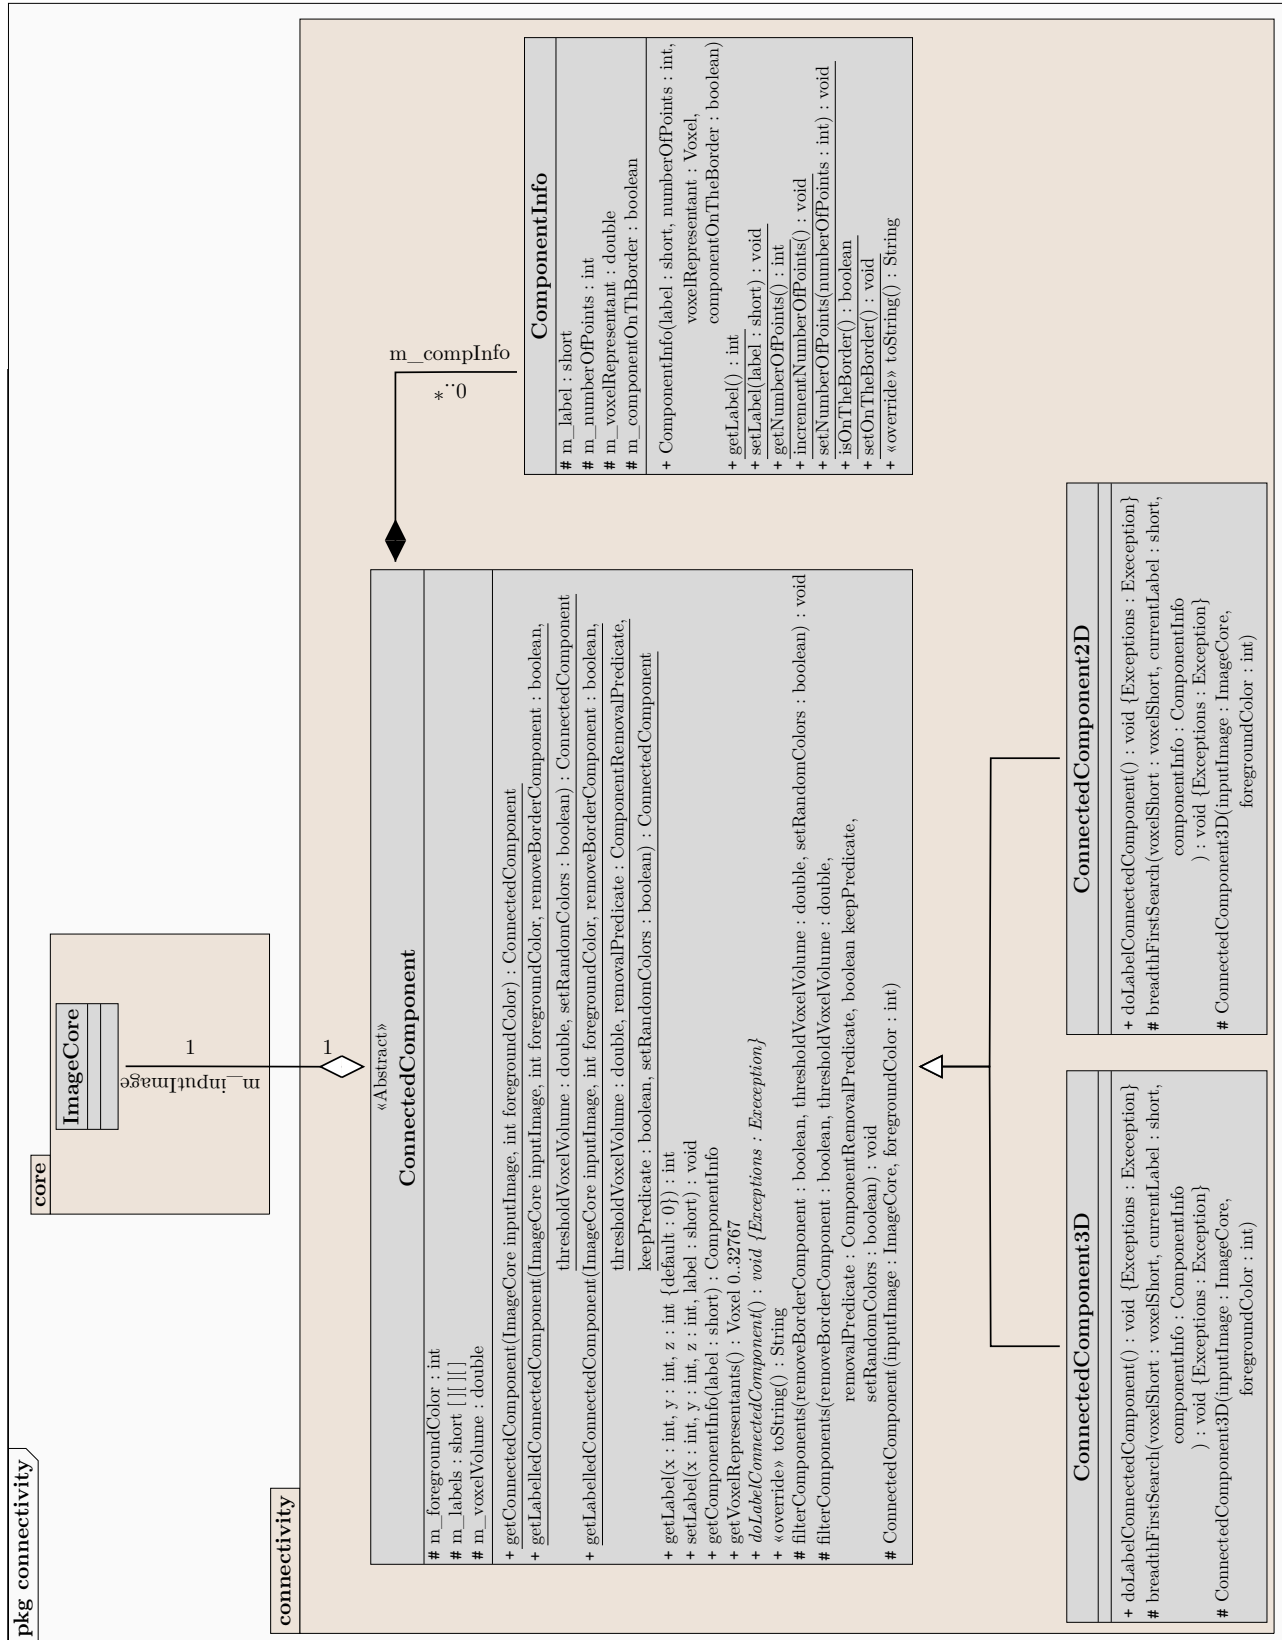 pkg connectivity
core
ImageCore
m_inputImage
1
1
connectivity
«Abstract»
ConnectedComponent
# m_foregroundColor : int
# m_labels : short [][][]
# m_voxelVolume : double
+ getConnectedComponent(ImageCore inputImage, int foregroundColor) : ConnectedComponent
+ getLabelledConnectedComponent(ImageCore inputImage, int foregroundColor, removeBorderComponent : boolean,
thresholdVoxelVolume : double, setRandomColors : boolean) : ConnectedComponent
+ getLabelledConnectedComponent(ImageCore inputImage, int foregroundColor, removeBorderComponent : boolean,
thresholdVoxelVolume : double, removalPredicate : ComponentRemovalPredicate,
keepPredicate : boolean, setRandomColors : boolean) : ConnectedComponent
+ getLabel(x : int, y : int, z : int {default : 0}) : int
+ setLabel(x : int, y : int, z : int, label : short) : void
+ getComponentInfo(label : short) : ComponentInfo
+ getVoxelRepresentants() : Voxel 0..32767
+ doLabelConnectedComponent() : void {Exceptions : Exeception}
+ «override» toString() : String
# filterComponents(removeBorderComponent : boolean, thresholdVoxelVolume : double, setRandomColors : boolean) : void
# filterComponents(removeBorderComponent : boolean, thresholdVoxelVolume : double,
removalPredicate : ComponentRemovalPredicate, boolean keepPredicate,
setRandomColors : boolean) : void
# ConnectedComponent(inputImage : ImageCore, foregroundColor : int)
m_compInfo
0..*
ComponentInfo
# m_label : short
# m_numberOfPoints : int
# m_voxelRepresentant : double
# m_componentOnThBorder : boolean
+ ComponentInfo(label : short, numberOfPoints : int,
voxelRepresentant : Voxel,
componentOnTheBorder : boolean)
+ getLabel() : int
+ setLabel(label : short) : void
+ getNumberOfPoints() : int
+ incrementNumberOfPoints() : void
+ setNumberOfPoints(numberOfPoints : int) : void
+ isOnTheBorder() : boolean
+ setOnTheBorder() : void
+ «override» toString() : String
ConnectedComponent3D
+ doLabelConnectedComponent() : void {Exceptions : Exeception}
# breadthFirstSearch(voxelShort : voxelShort, currentLabel : short,
componentInfo : ComponentInfo
) : void {Exceptions : Exception}
# ConnectedComponent3D(inputImage : ImageCore,
foregroundColor : int)
ConnectedComponent2D
+ doLabelConnectedComponent() : void {Exceptions : Exeception}
# breadthFirstSearch(voxelShort : voxelShort, currentLabel : short,
componentInfo : ComponentInfo
) : void {Exceptions : Exception}
# ConnectedComponent3D(inputImage : ImageCore,
foregroundColor : int)